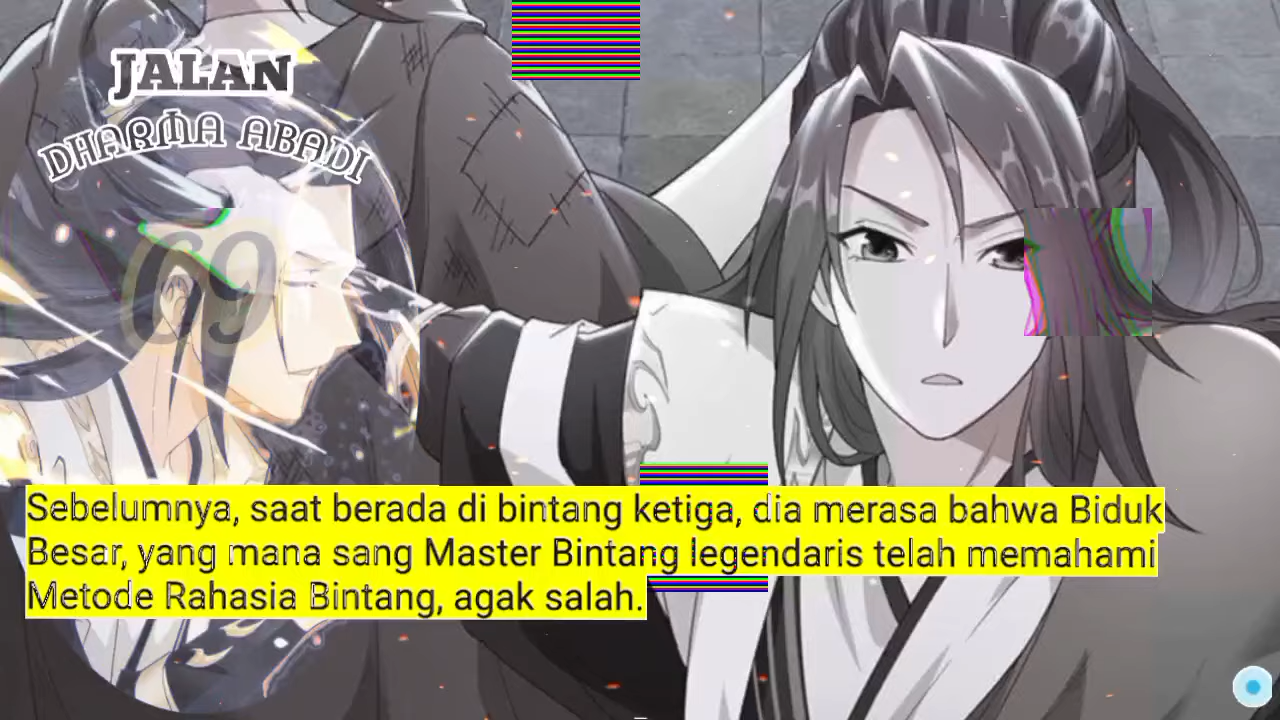 JALAN
DHARMA ABADI
69
Sebelumnya, saat berada di bintang ketiga, dia merasa bahwa Biduk
Besar, yang mana sang Master Bintang legendaris telah memahami
Metode Rahasia Bintang, agak salah.